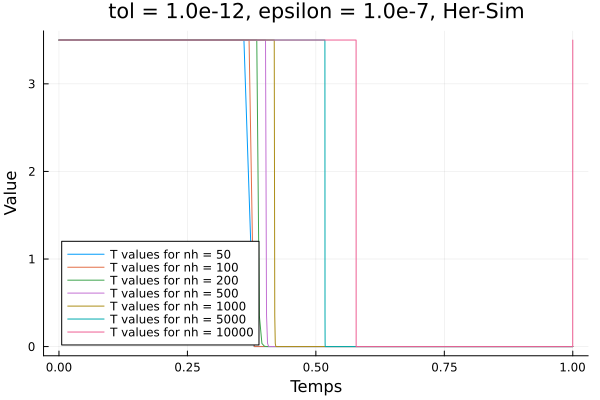 tol = 1.0e-12, epsilon = 1.0e-7, Her-Sim
Value
3
2
1
0
T values for nh = 50
T values for nh = 100
T values for nh = 200
T values for nh = 500
T values for nh = 1000
T values for nh = 5000
T values for nh = 10000
0.00 0.25 0.50 0.75 1.00
Temps